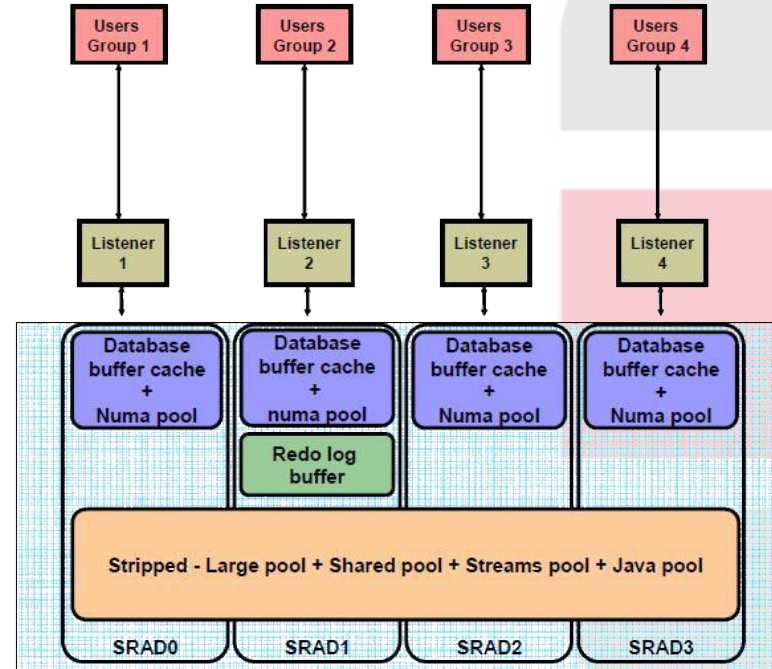 Users
Group 1
Users
Group 2
Users
Group 3
Users
Group 4
Listener
1
Listener
2
Listener
3
Listener
4
Database
buffer cache
+
Numa pool
Database
buffer cache
+
numa pool
Database
buffer cache
+
Numa pool
Database
buffer cache
+
Numa pool
Redo log
buffer
Stripped - Large pool + Shared pool + Streams pool + Java pool
SRAD0
SRAD1
SRAD2
SRAD3